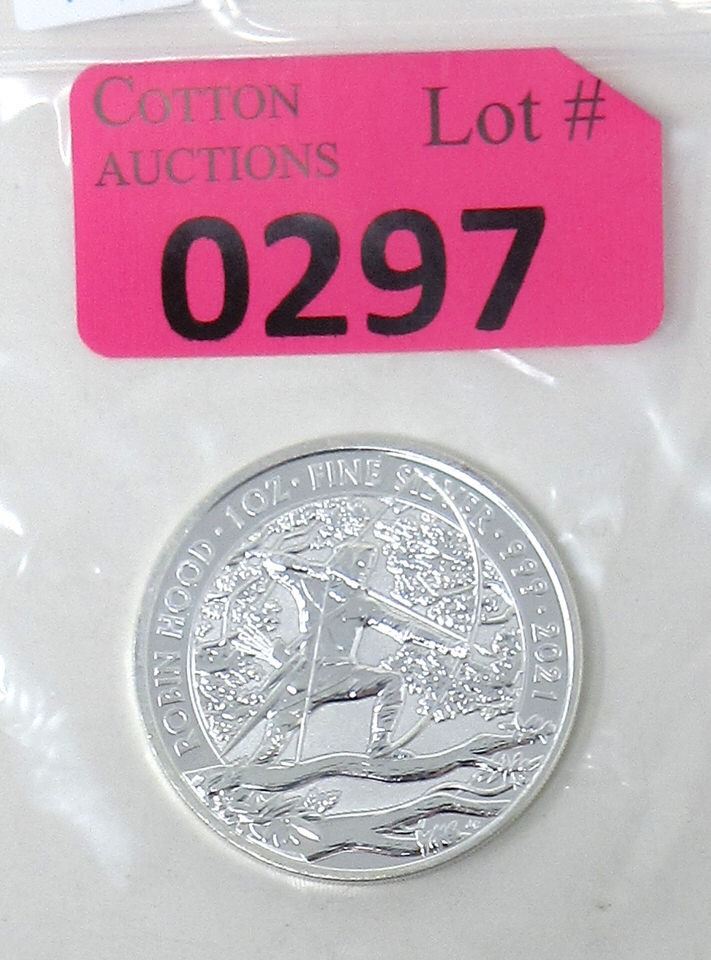 COTTON
AUCTIONS
Lot #
0297
ROBIN HOOD · 1OZ · FINE SILVER · 999 · 2021